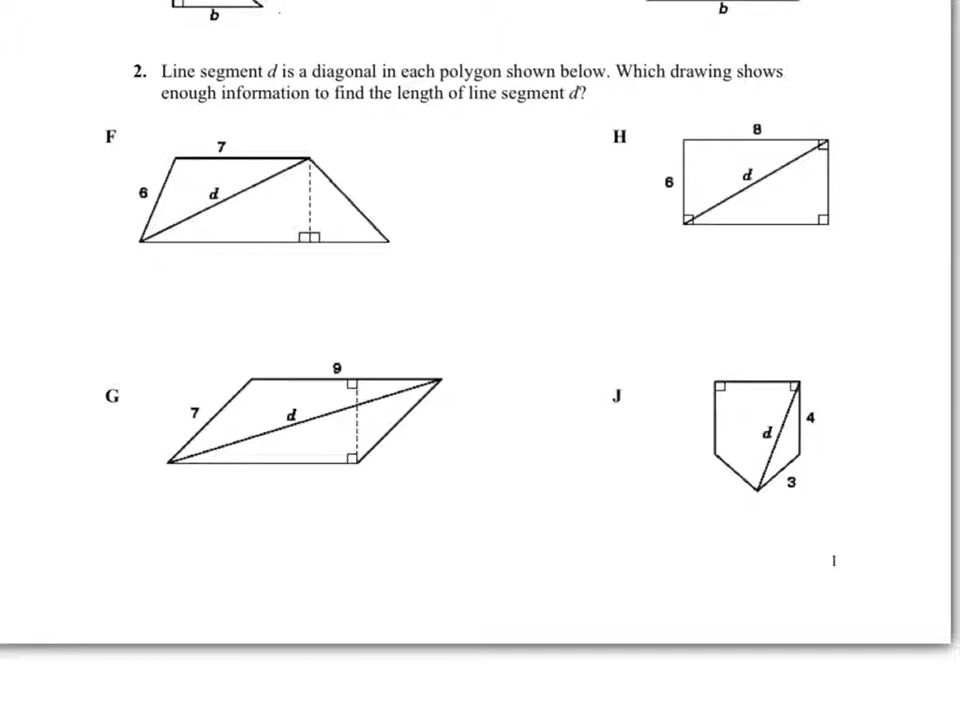 b
b
2. Line segment d is a diagonal in each polygon shown below. Which drawing shows
enough information to find the length of line segment d?
F
7
6
d
H
8
6
d
G
9
7
d
J
4
d
3
1